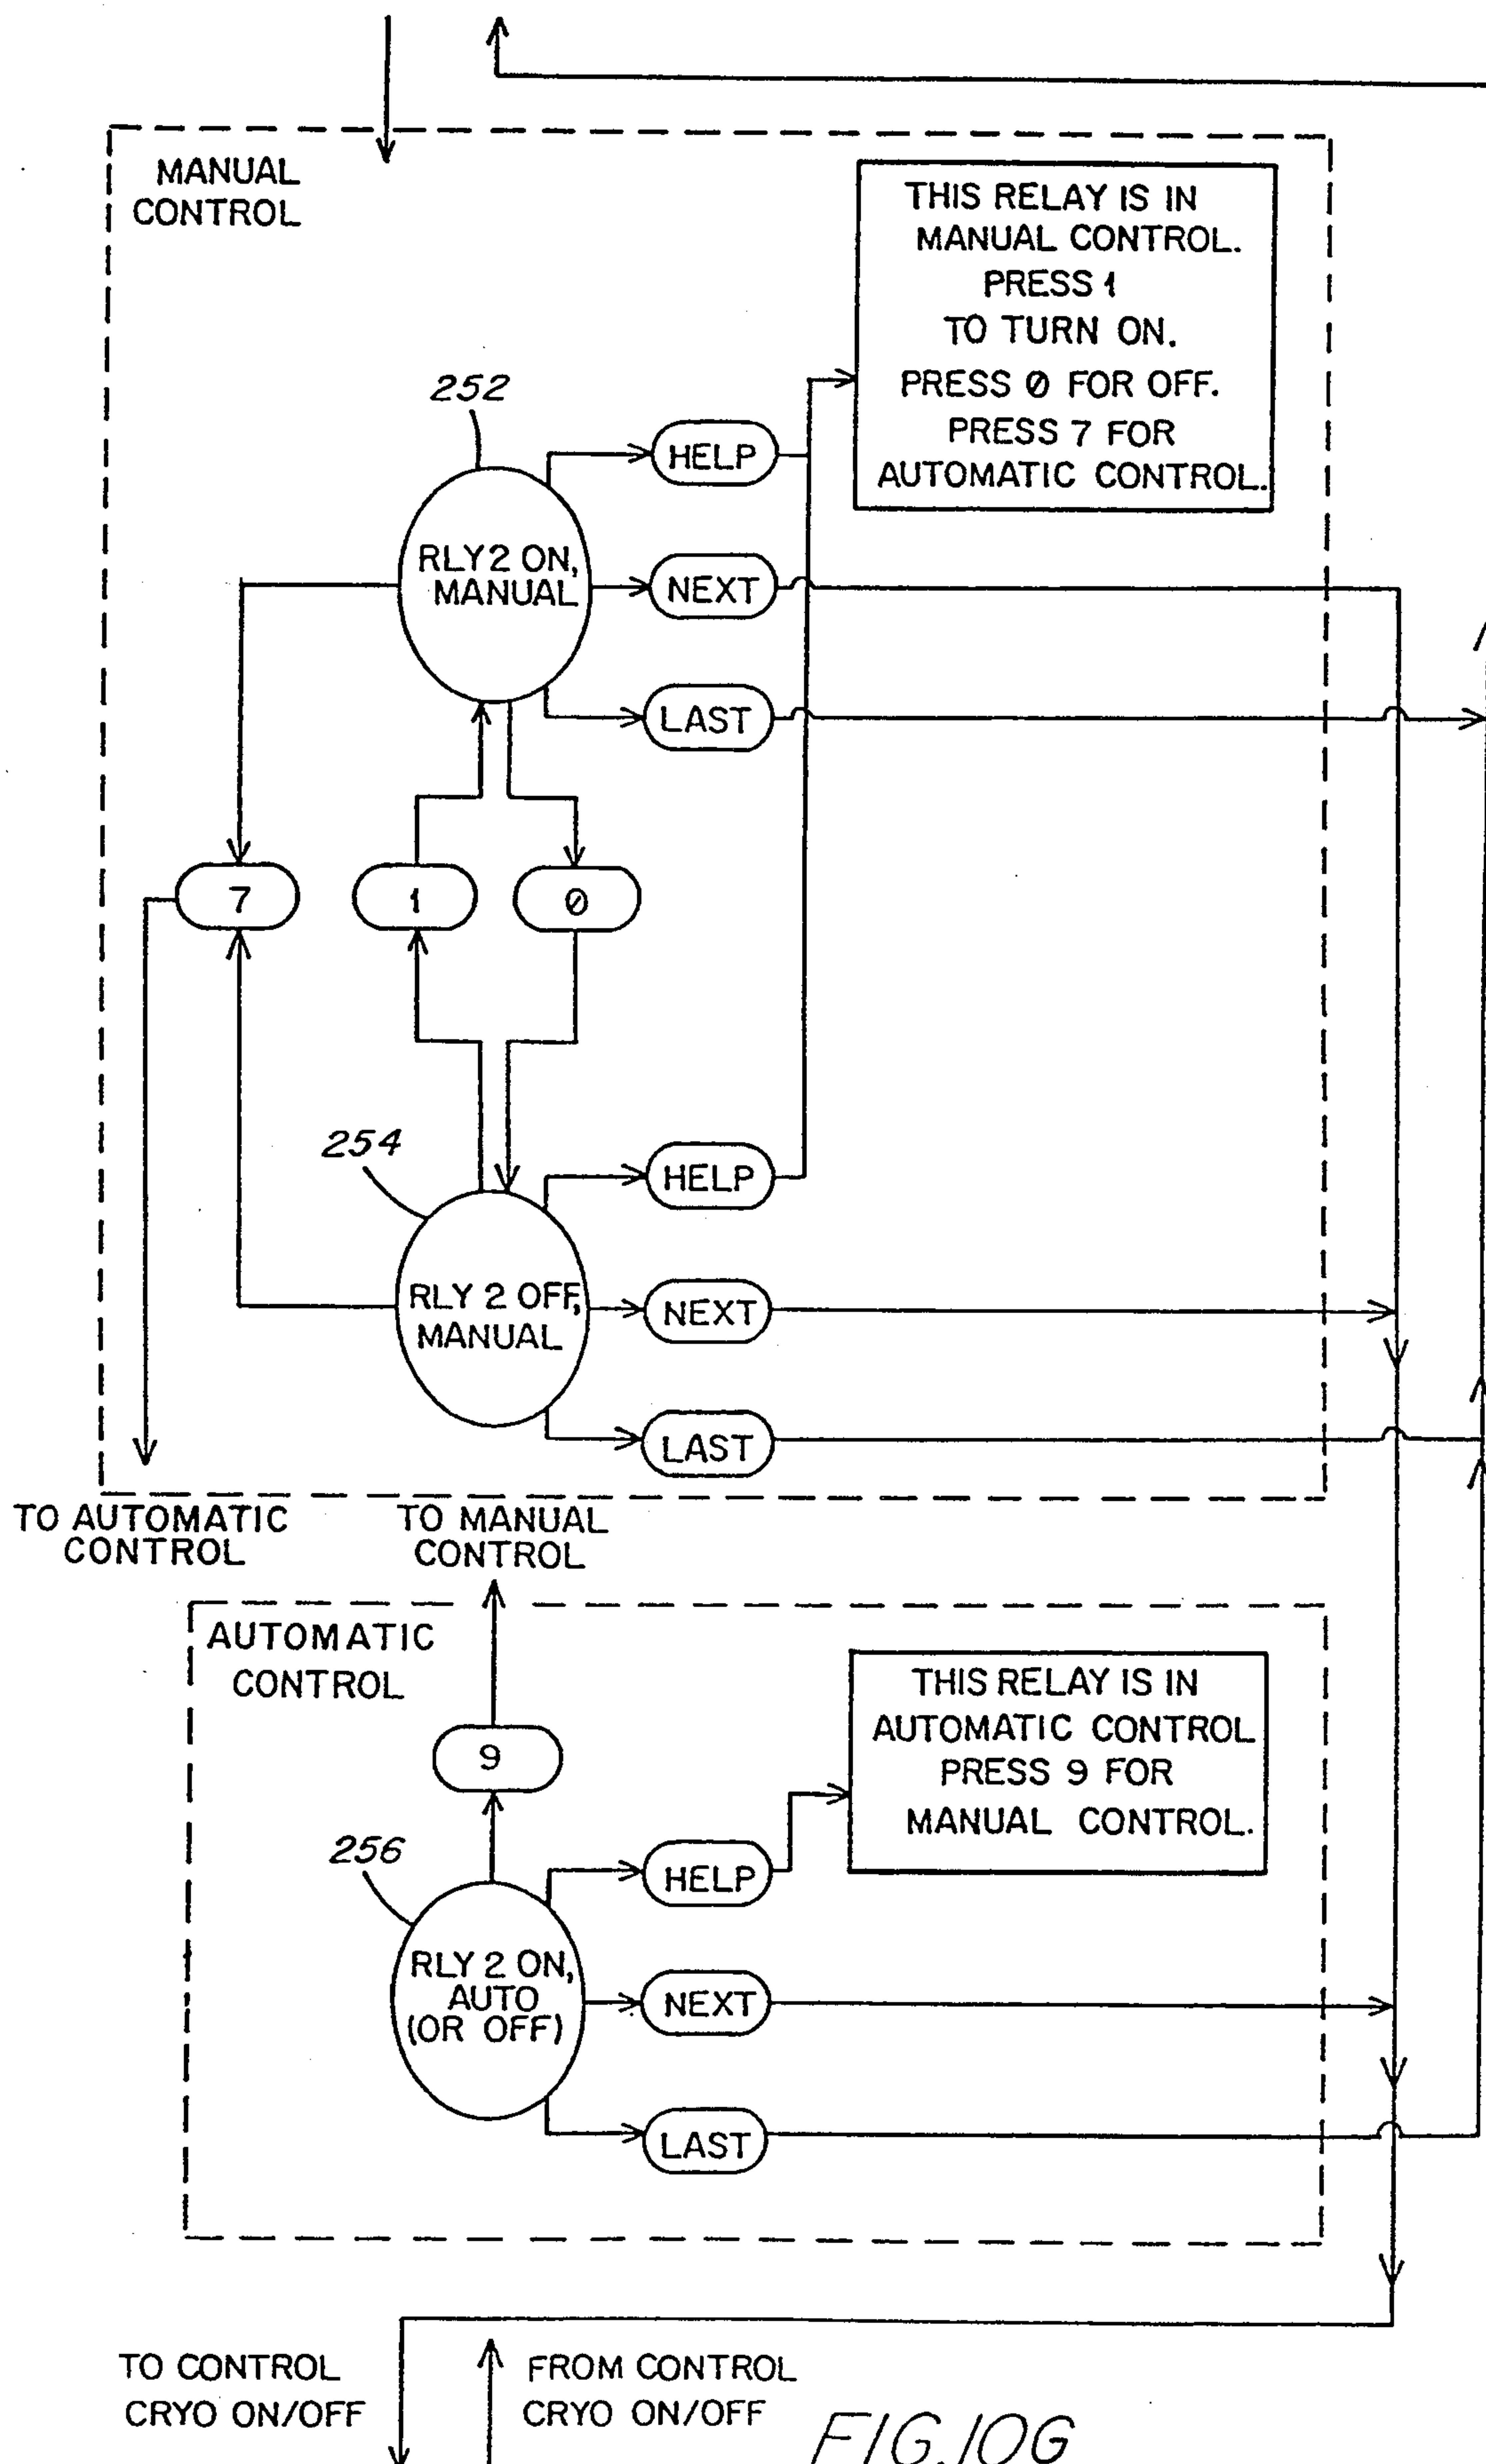 MANUAL
CONTROL
THIS RELAY IS IN
MANUAL CONTROL.
PRESS 1
TO TURN ON.
PRESS 0 FOR OFF.
PRESS 7 FOR
AUTOMATIC CONTROL.
252
HELP
RLY 2 ON,
MANUAL
NEXT
LAST
7
1
0
254
HELP
RLY 2 OFF,
MANUAL
NEXT
LAST
TO AUTOMATIC
CONTROL
TO MANUAL
CONTROL
AUTOMATIC
CONTROL
THIS RELAY IS IN
AUTOMATIC CONTROL
PRESS 9 FOR
MANUAL CONTROL.
9
256
HELP
RLY 2 ON,
AUTO
(OR OFF)
NEXT
LAST
TO CONTROL
CRYO ON/OFF
FROM CONTROL
CRYO ON/OFF
FIG. 10G